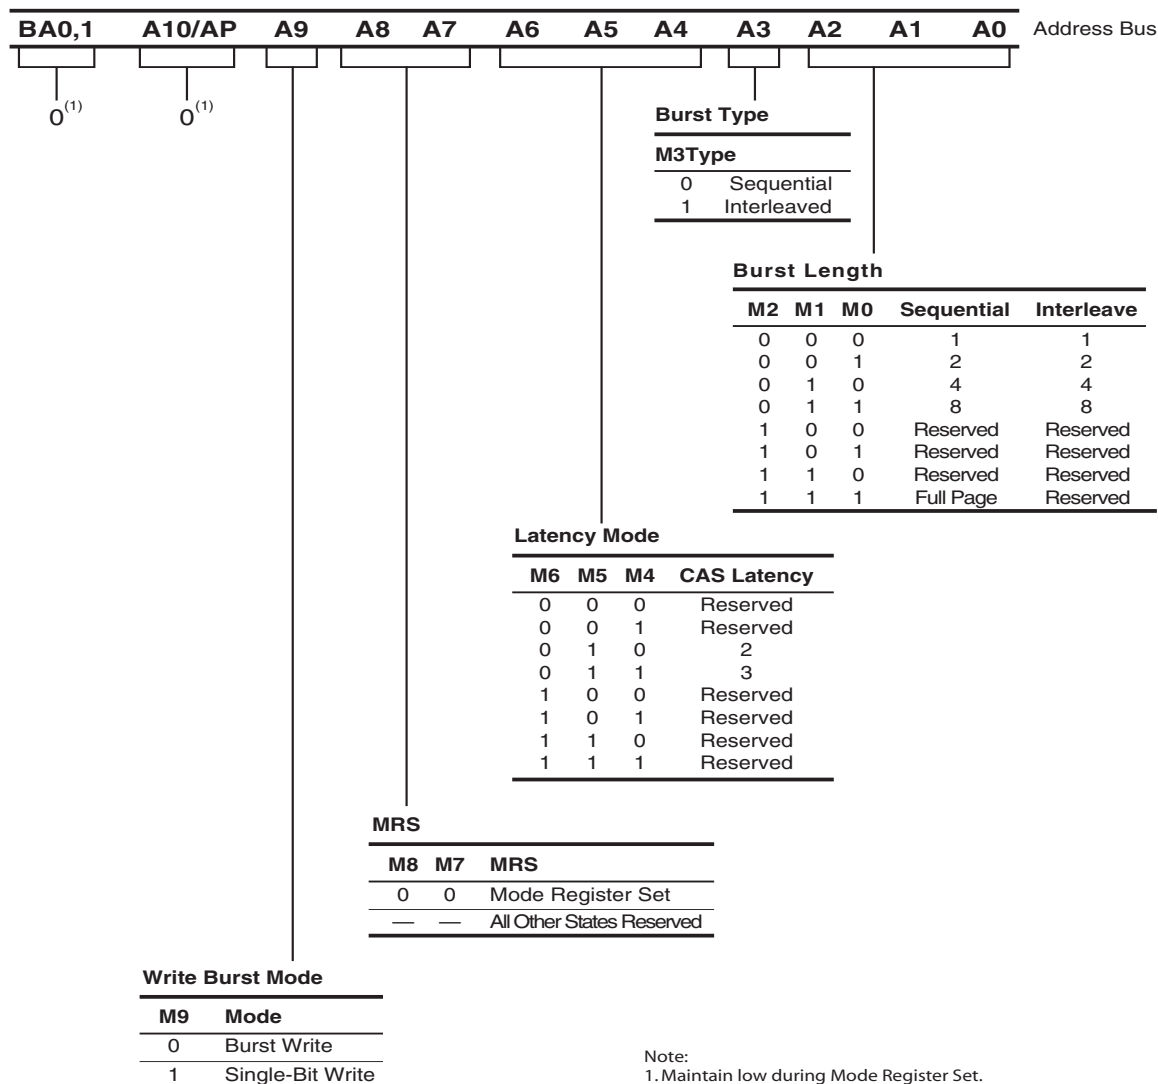 BA0,1 A10/AP A9 A8 A7 A6 A5 A4 A3 A2 A1 A0 Address Bus
0(1) 0(1)
Burst Type
M3Type
0 Sequential
1 Interleaved
Burst Length
M2 M1 M0 Sequential Interleave
0 0 0 1 1
0 0 1 2 2
0 1 0 4 4
0 1 1 8 8
1 0 0 Reserved Reserved
1 0 1 Reserved Reserved
1 1 0 Reserved Reserved
1 1 1 Full Page Reserved
Latency Mode
M6 M5 M4 CAS Latency
0 0 0 Reserved
0 0 1 Reserved
0 1 0 2
0 1 1 3
1 0 0 Reserved
1 0 1 Reserved
1 1 0 Reserved
1 1 1 Reserved
MRS
M8 M7 MRS
0 0 Mode Register Set
— — All Other States Reserved
Write Burst Mode
M9 Mode
0 Burst Write
1 Single-Bit Write
Note:
1. Maintain low during Mode Register Set.